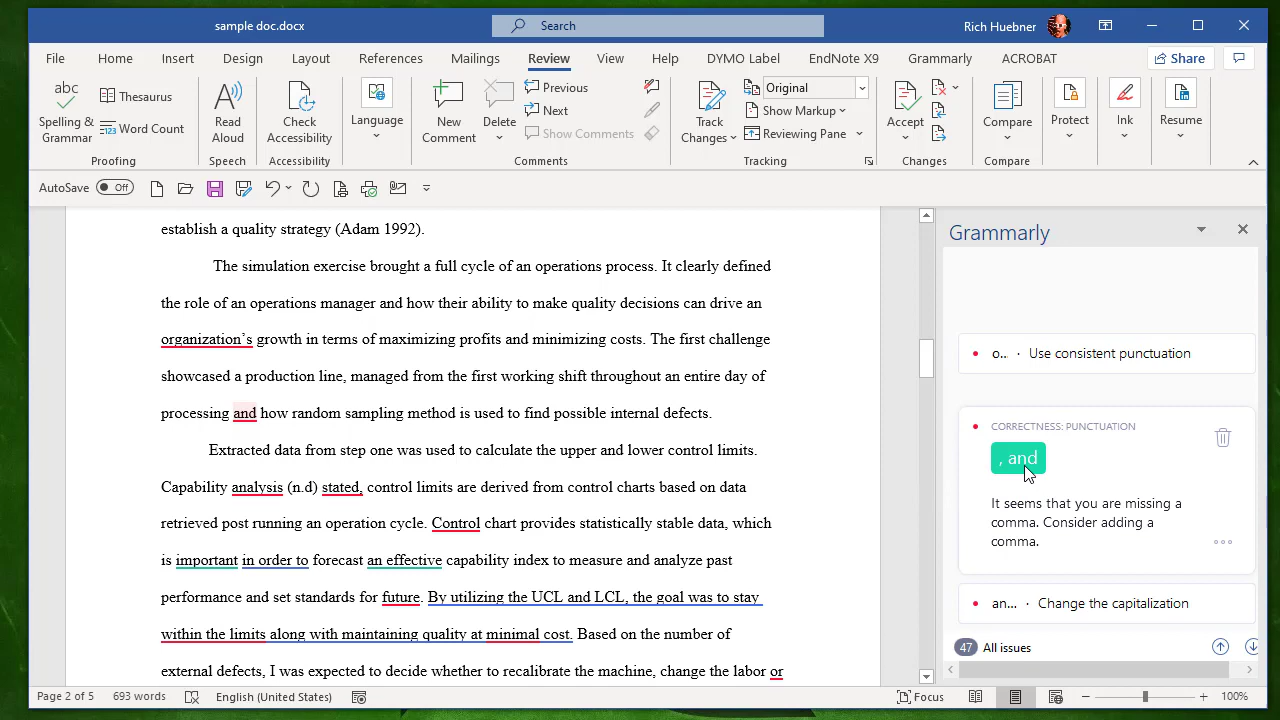 sample doc.docx
Search
Rich Huebner
File Home Insert Design Layout References Mailings Review View Help DYMO Label EndNote X9 Grammarly ACROBAT Share
abc
Spelling & Grammar
Thesaurus
Word Count
Proofing
Read Aloud
Speech
Check Accessibility
Accessibility
Language
New Comment
Delete
Previous
Next
Show Comments
Comments
Track Changes
Original
Show Markup
Reviewing Pane
Tracking
Accept
Changes
Compare
Compare
Protect
Ink
Resume
AutoSave Off
establish a quality strategy (Adam 1992).
The simulation exercise brought a full cycle of an operations process. It clearly defined
the role of an operations manager and how their ability to make quality decisions can drive an
organization’s growth in terms of maximizing profits and minimizing costs. The first challenge
showcased a production line, managed from the first working shift throughout an entire day of
processing and how random sampling method is used to find possible internal defects.
Extracted data from step one was used to calculate the upper and lower control limits.
Capability analysis (n.d) stated, control limits are derived from control charts based on data
retrieved post running an operation cycle. Control chart provides statistically stable data, which
is important in order to forecast an effective capability index to measure and analyze past
performance and set standards for future. By utilizing the UCL and LCL, the goal was to stay
within the limits along with maintaining quality at minimal cost. Based on the number of
external defects, I was expected to decide whether to recalibrate the machine, change the labor or
Grammarly
o... · Use consistent punctuation
CORRECTNESS: PUNCTUATION
, and
It seems that you are missing a
comma. Consider adding a
comma.
an... · Change the capitalization
47 All issues
Page 2 of 5 693 words English (United States) Focus 100%